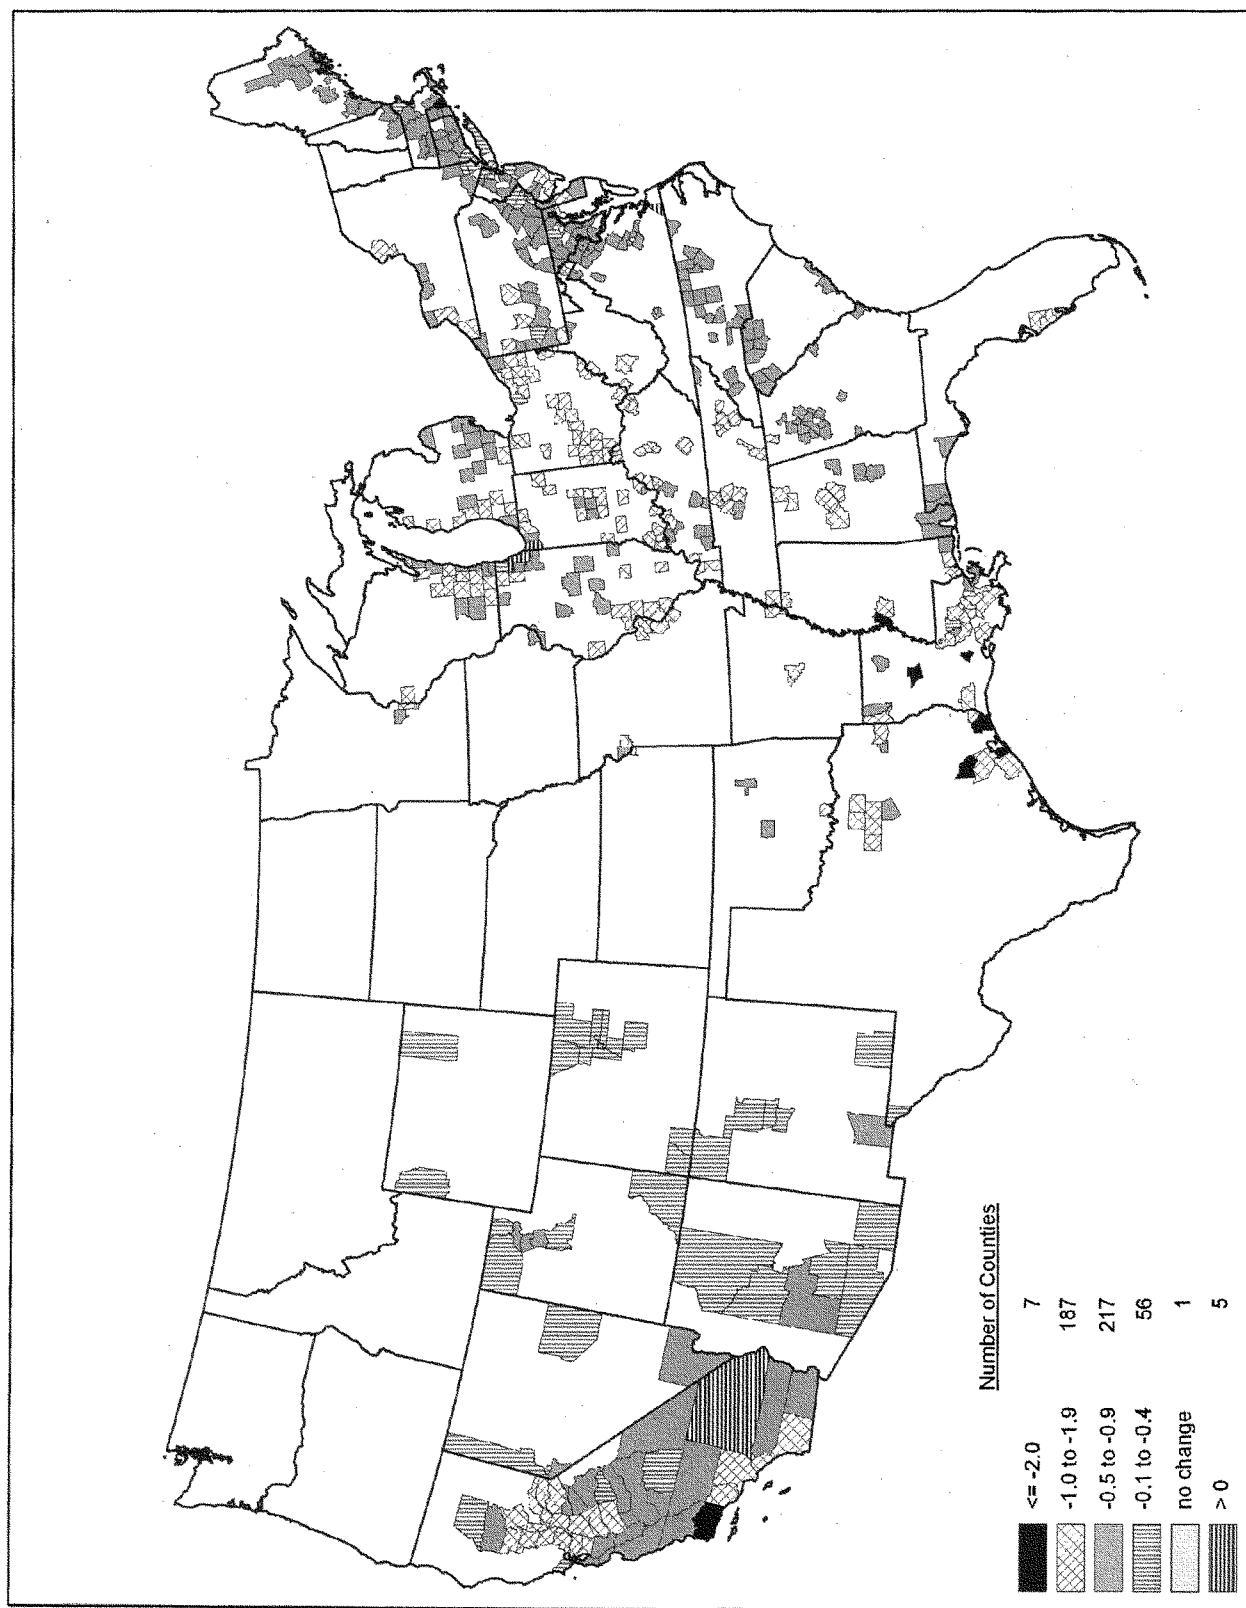 Number of Counties
<= -2.0 7
-1.0 to -1.9 187
-0.5 to -0.9 217
-0.1 to -0.4 56
no change 1
> 0 5